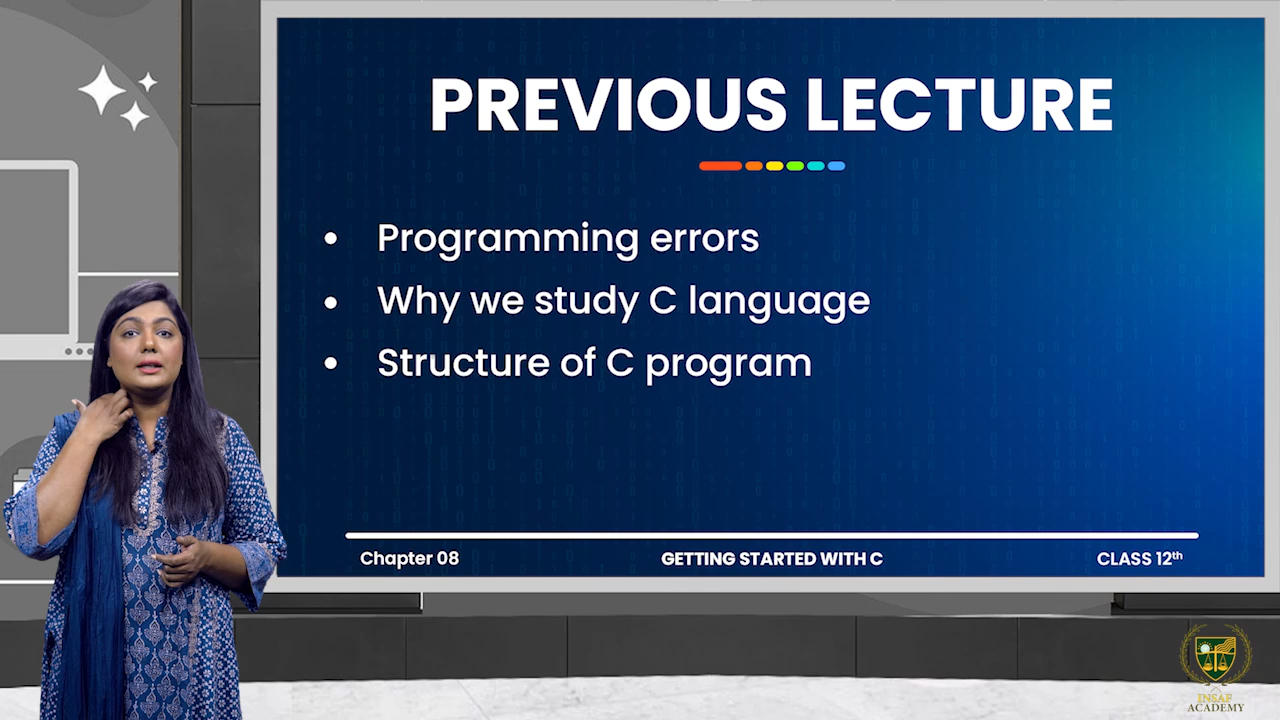 PREVIOUS LECTURE
• Programming errors
• Why we study C language
• Structure of C program
Chapter 08 GETTING STARTED WITH C CLASS 12th
INSAF
ACADEMY